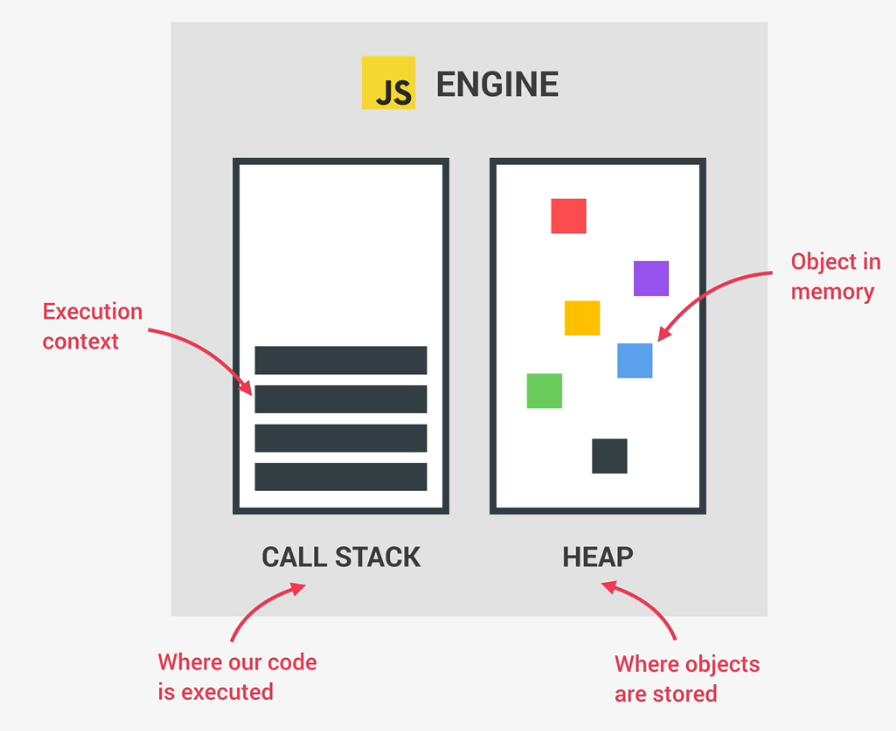 JS ENGINE
Execution
context
Object in
memory
CALL STACK
HEAP
Where our code
is executed
Where objects
are stored